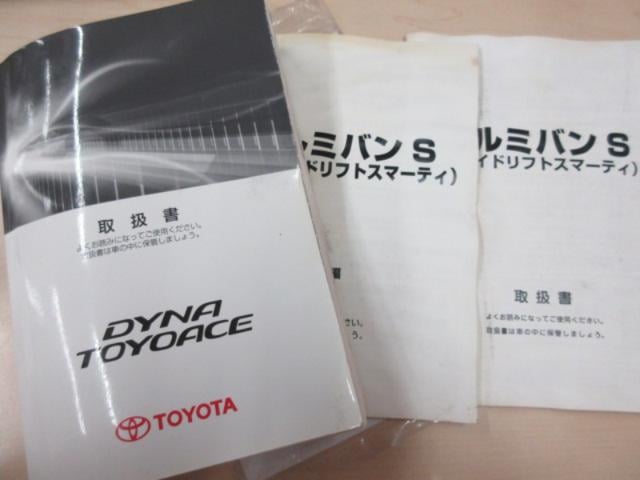 取扱書
よくお読みになってご使用ください。
取扱書は車の中に保管しましょう。
DYNA
TOYOACE
TOYOTA
ルミバン S
イドリフトスマーティ)
さい。
う。
ルミバン S
イドリフトスマーティ)
取扱書
よくお読みになってご使用ください。
取扱書は車の中に保管しましょう。